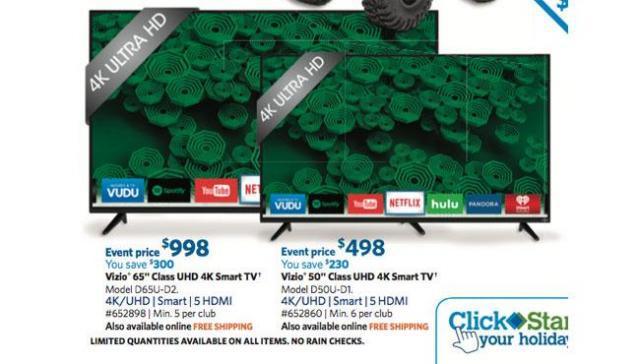 4K ULTRA HD
4K ULTRA HD
VUDU Spotify YouTube NET
VUDU YouTube NETFLIX hulu PANDORA
Event price $998
You save $300
Vizio® 65" Class UHD 4K Smart TV†
Model D65U-D2.
4K/UHD | Smart | 5 HDMI
#652898 | Min. 5 per club
Also available online FREE SHIPPING
Event price $498
You save $230
Vizio® 50" Class UHD 4K Smart TV†
Model D50U-D1.
4K/UHD | Smart | 5 HDMI
#652860 | Min. 6 per club
Also available online FREE SHIPPING
LIMITED QUANTITIES AVAILABLE ON ALL ITEMS. NO RAIN CHECKS.
Click Star
your holiday